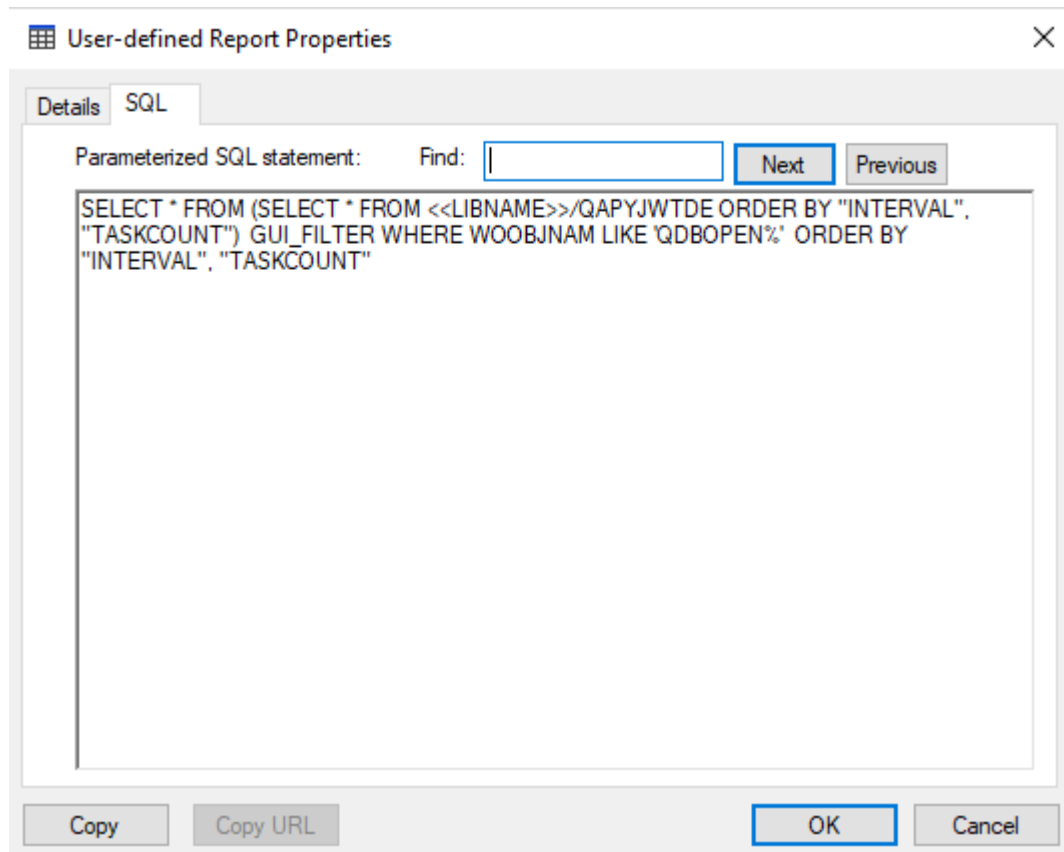 User-defined Report Properties
Details SQL
Parameterized SQL statement: Find: Next Previous
SELECT * FROM (SELECT * FROM <<LIBNAME>>/QAPYJWTDE ORDER BY "INTERVAL",
"TASKCOUNT")  GUI_FILTER WHERE WOOBJNAM LIKE 'QDBOPEN%'  ORDER BY
"INTERVAL", "TASKCOUNT"
Copy Copy URL OK Cancel